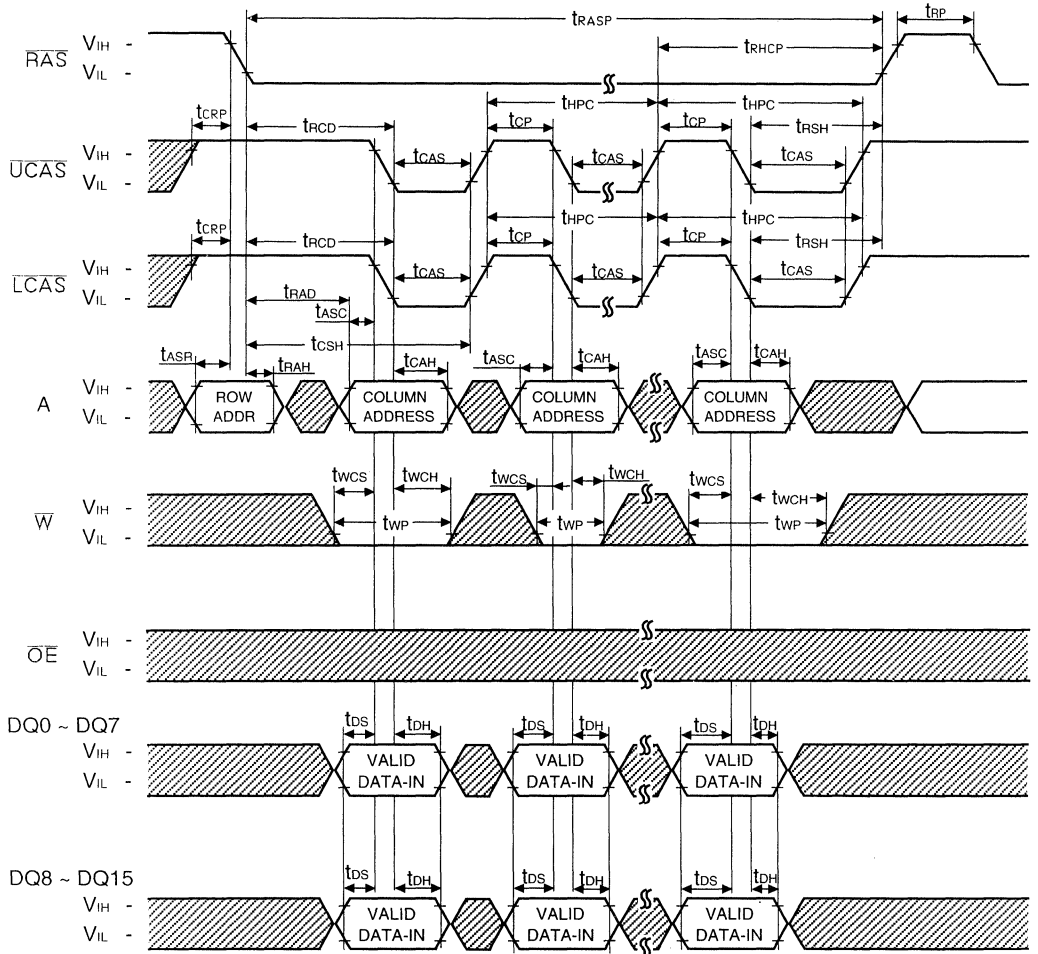 tRASP tRP
RAS VIH - tRHCP
VIL -
tHPC tHPC
tCRP tRCD tCP tCP tRSH
UCAS VIH - tCAS tCAS tCAS
VIL -
tHPC tHPC
tCRP tRCD tCP tCP tRSH
LCAS VIH - tCAS tCAS tCAS
VIL -
tRAD
tASC
tCSH
tASR tRAH tCAH tASC tCAH tASC tCAH
A VIH - ROW COLUMN COLUMN COLUMN
VIL - ADDR ADDRESS ADDRESS ADDRESS
tWCS tWCH tWCS tWCH tWCS tWCH
W VIH - tWP tWP tWP
VIL -
OE VIH -
VIL -
DQ0 ~ DQ7 tDS tDH tDS tDH tDS tDH
VIH - VALID VALID VALID
VIL - DATA-IN DATA-IN DATA-IN
DQ8 ~ DQ15 tDS tDH tDS tDH tDS tDH
VIH - VALID VALID VALID
VIL - DATA-IN DATA-IN DATA-IN